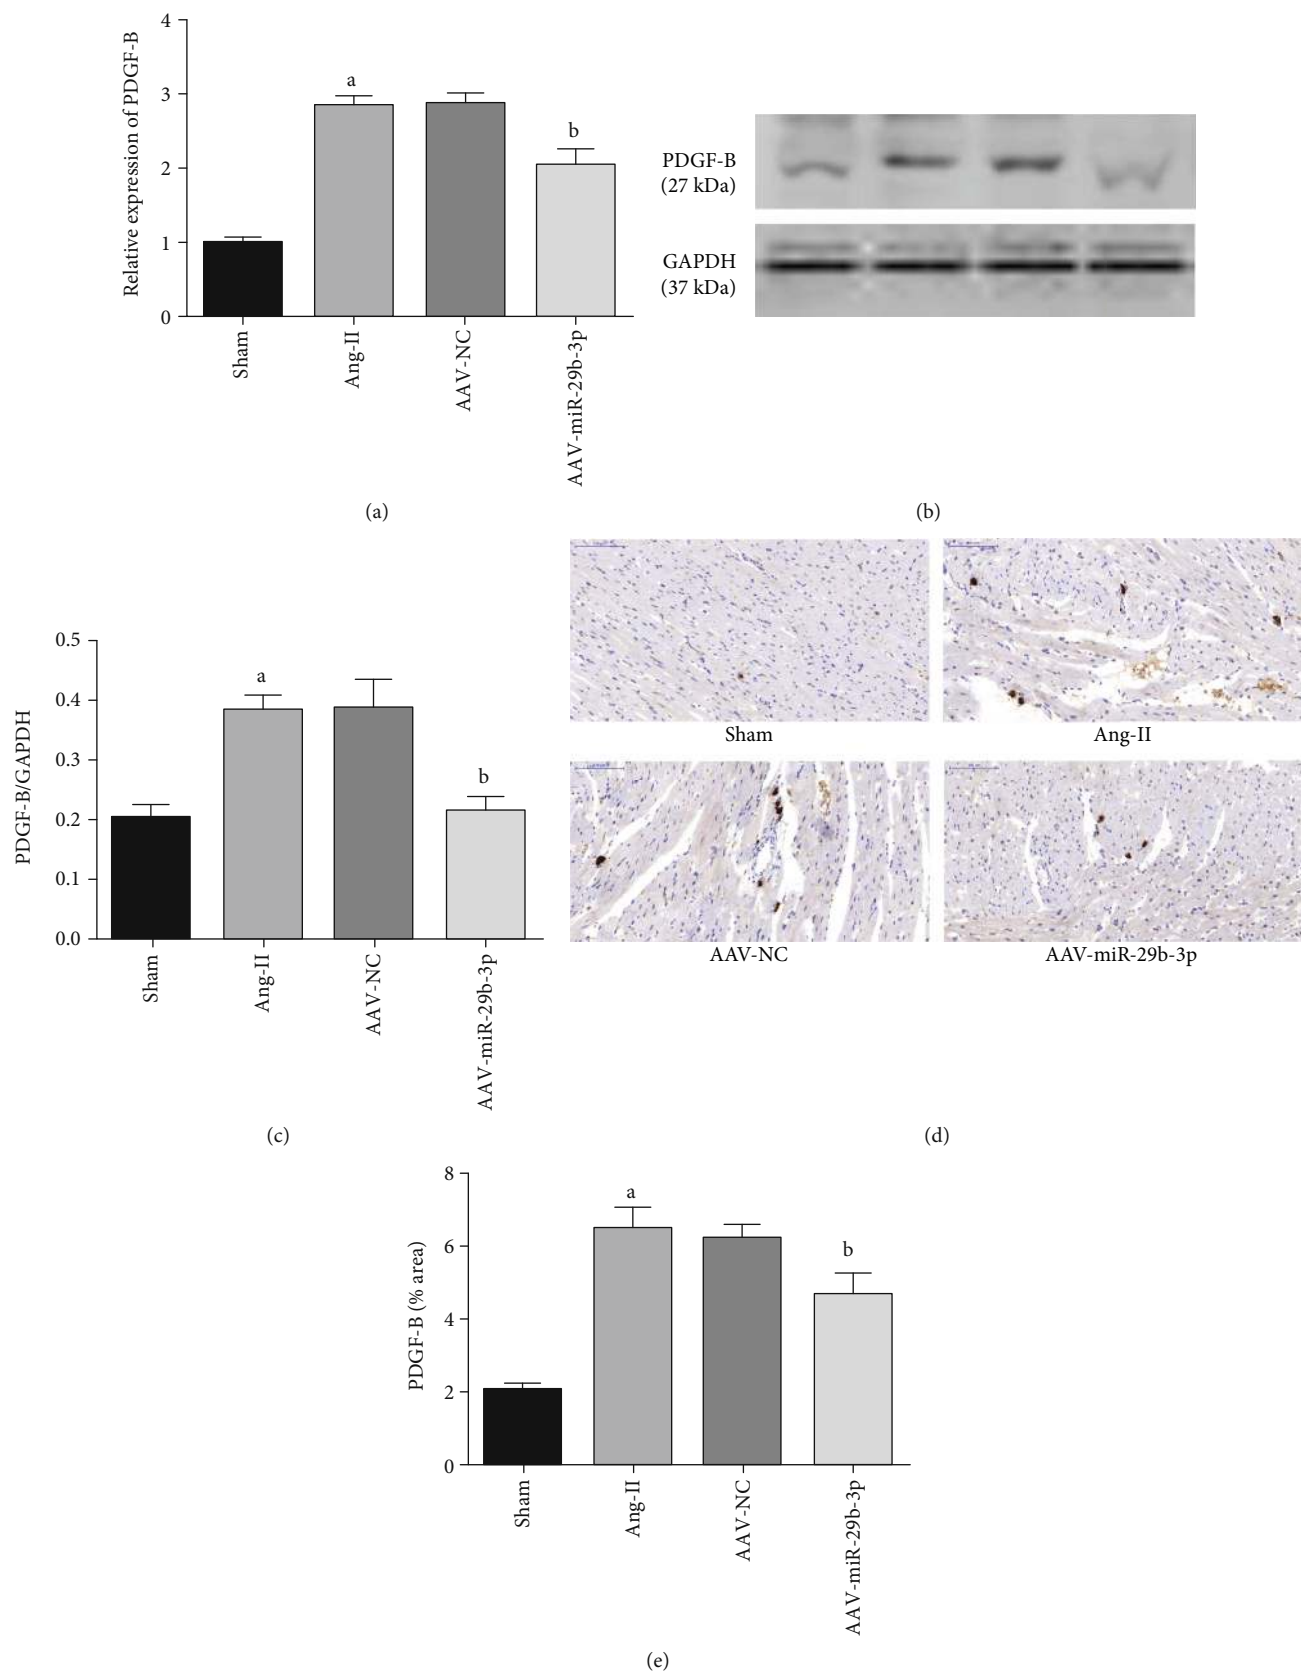 4
3
2
1
0
Relative expression of PDGF-B
a
b
Sham
Ang-II
AAV-NC
AAV-miR-29b-3p
(a)
PDGF-B
(27 kDa)
GAPDH
(37 kDa)
(b)
0.5
0.4
0.3
0.2
0.1
0.0
PDGF-B/GAPDH
a
b
Sham
Ang-II
AAV-NC
AAV-miR-29b-3p
(c)
Sham
Ang-II
AAV-NC
AAV-miR-29b-3p
(d)
8
6
4
2
0
PDGF-B (% area)
a
b
Sham
Ang-II
AAV-NC
AAV-miR-29b-3p
(e)